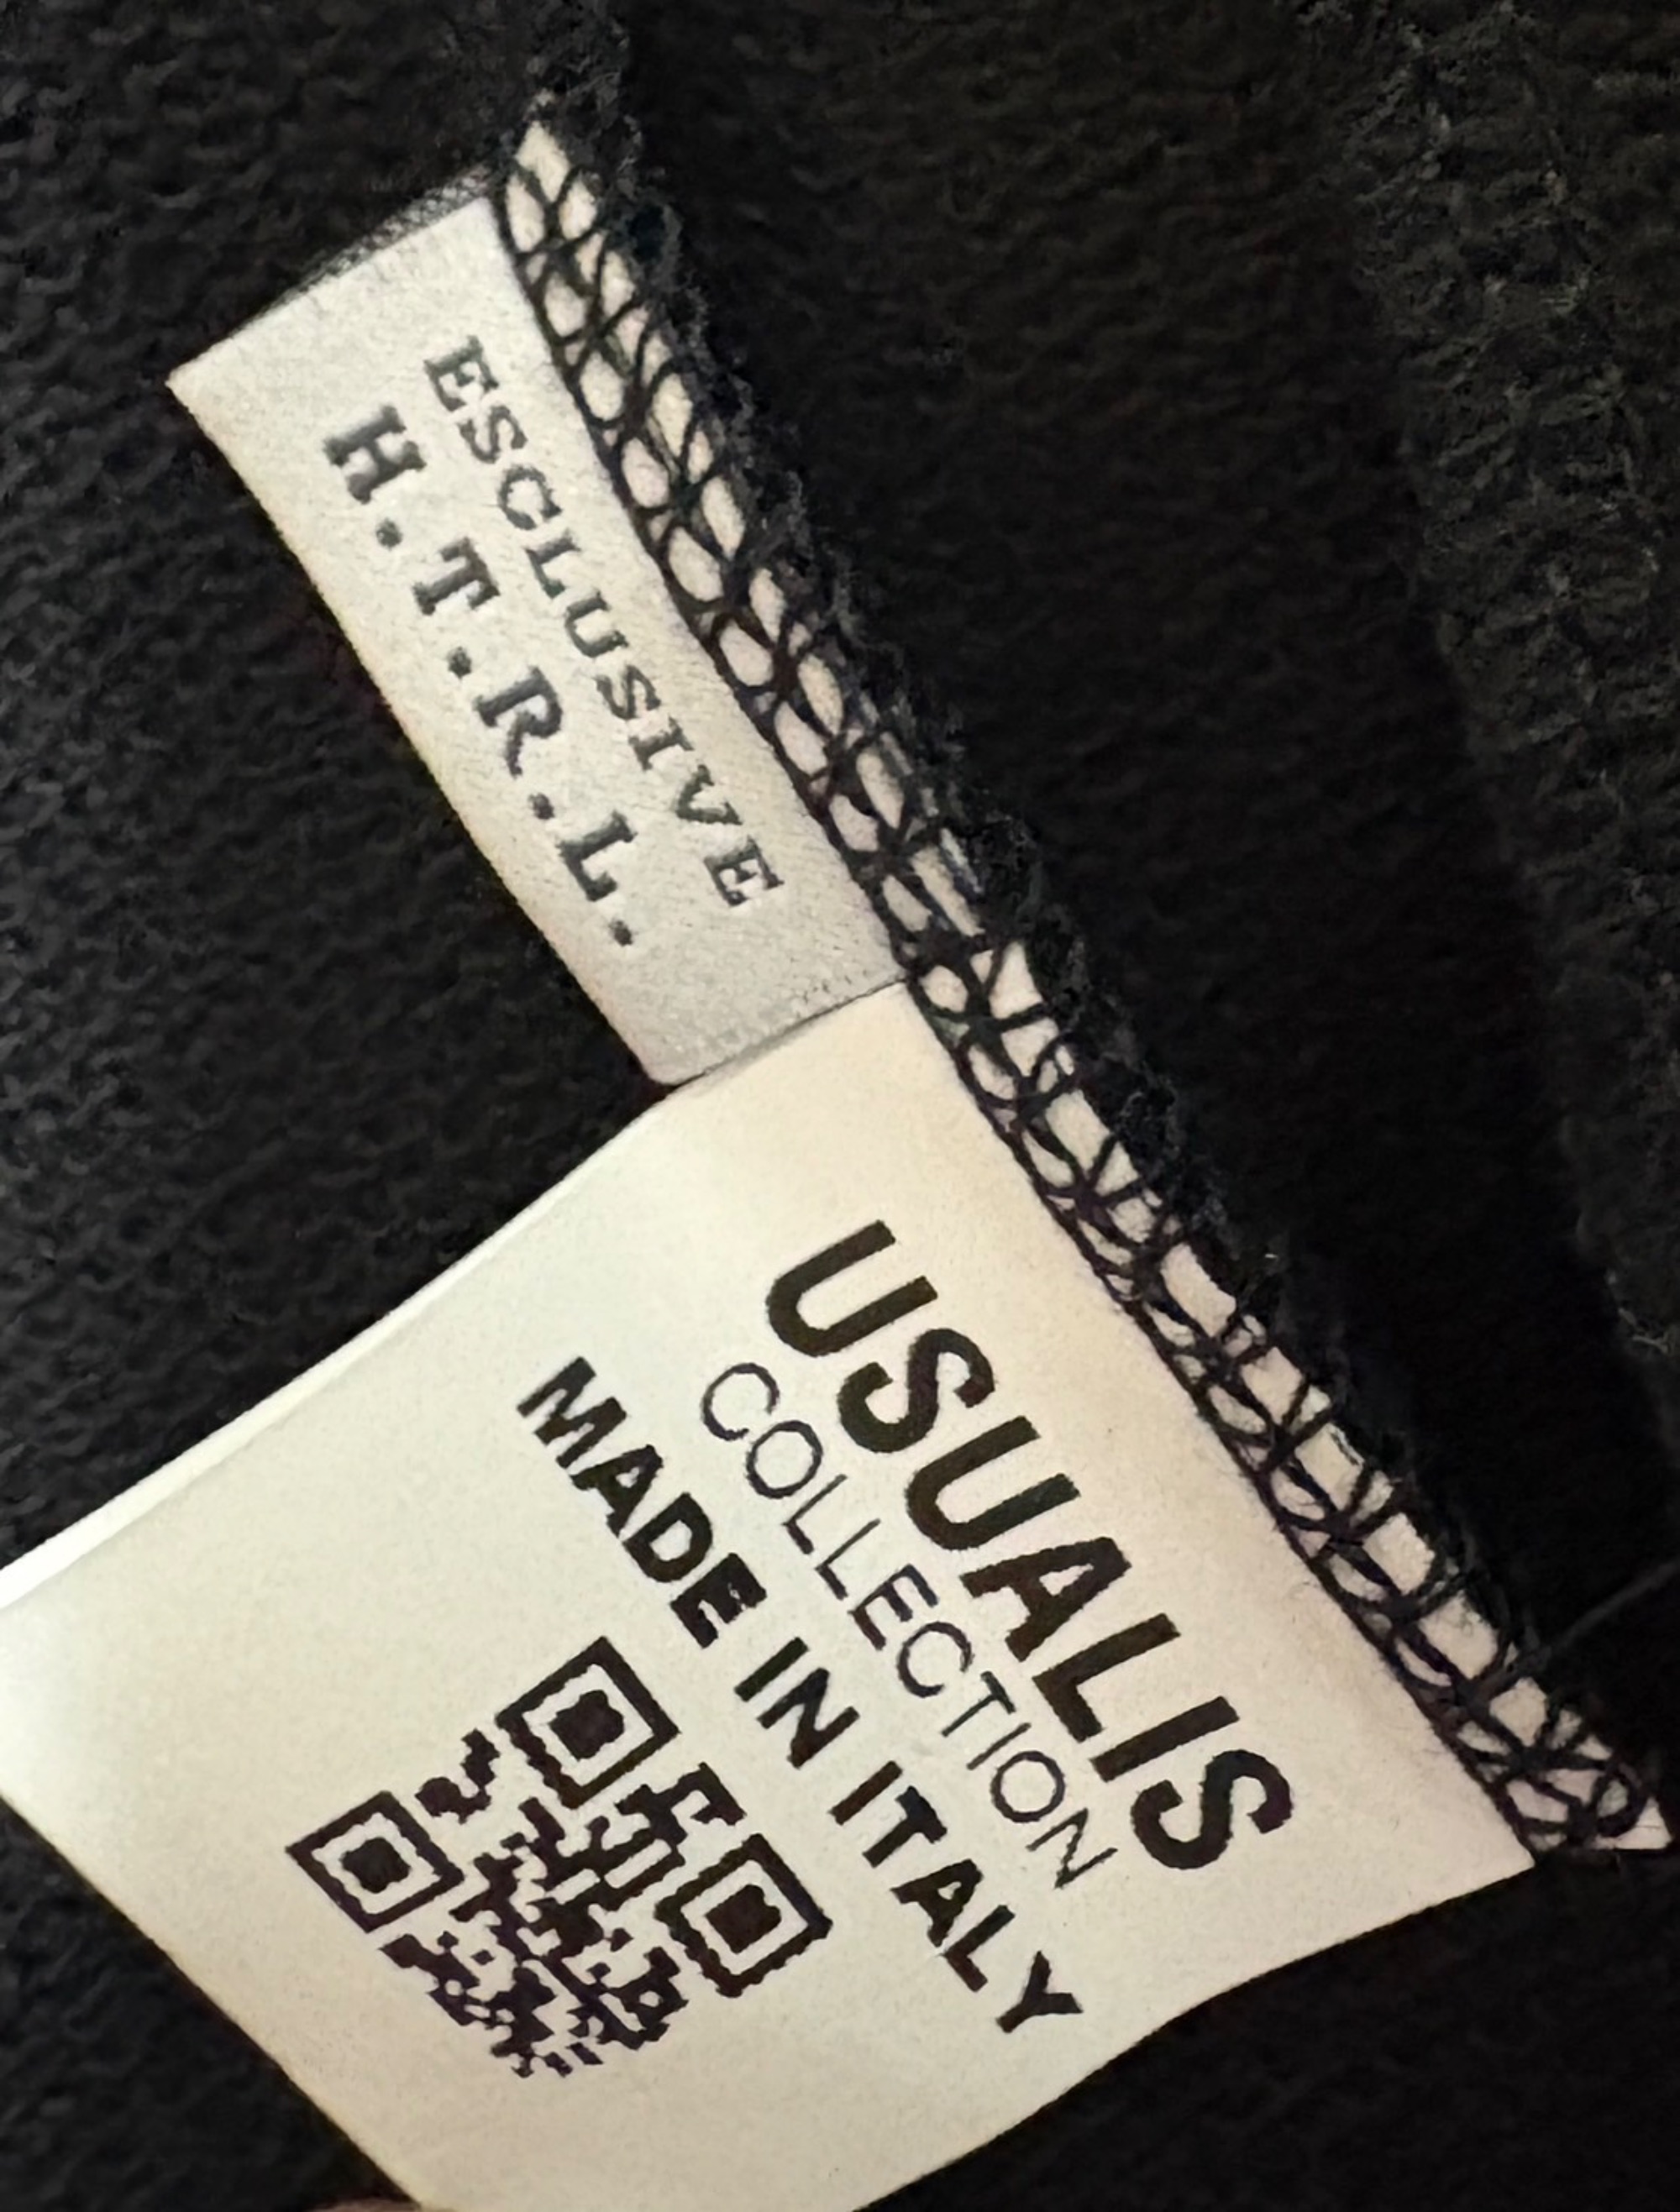 ESCLUSIVE
H.T.R.L.
USUALIS
COLLECTION
MADE IN ITALY